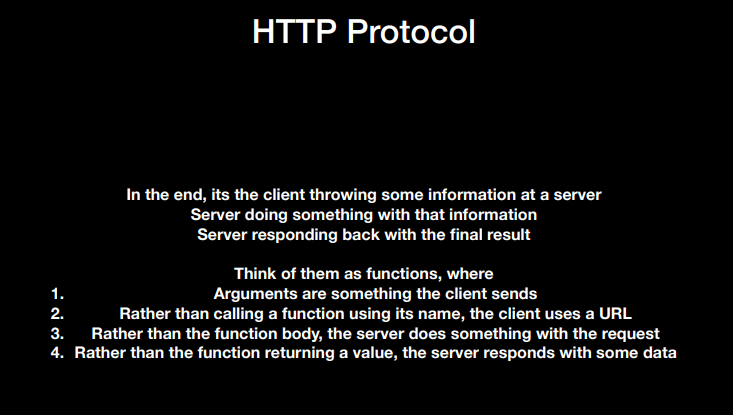 HTTP Protocol
In the end, its the client throwing some information at a server
Server doing something with that information
Server responding back with the final result
Think of them as functions, where
1. Arguments are something the client sends
2. Rather than calling a function using its name, the client uses a URL
3. Rather than the function body, the server does something with the request
4. Rather than the function returning a value, the server responds with some data